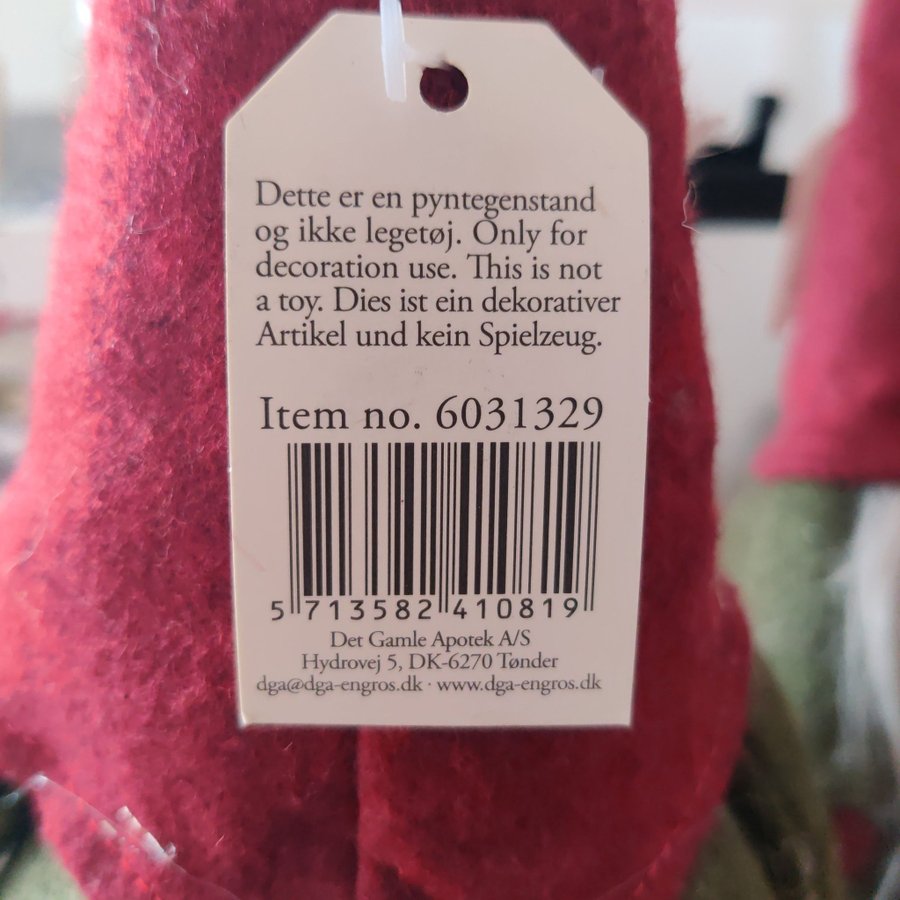 Dette er en pyntegenstand
og ikke legetøj. Only for
decoration use. This is not
a toy. Dies ist ein dekorativer
Artikel und kein Spielzeug.
Item no. 6031329
5 713582 410819
Det Gamle Apotek A/S
Hydrovej 5, DK-6270 Tønder
dga@dga-engros.dk · www.dga-engros.dk